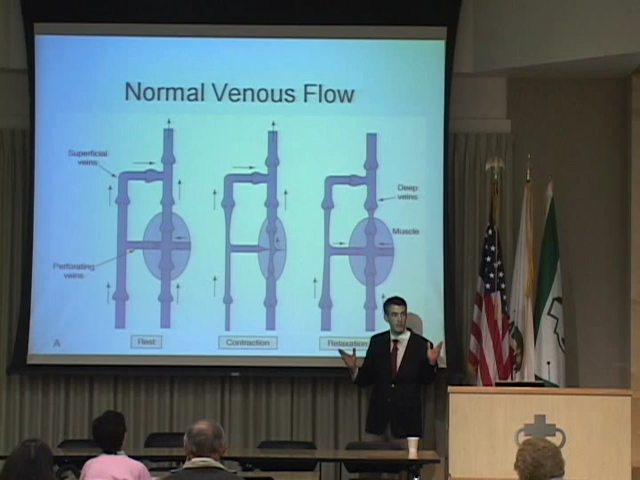 Normal Venous Flow
Superficial
veins
Deep
veins
Muscle
Perforating
veins
A
Rest
Contraction
Relaxation